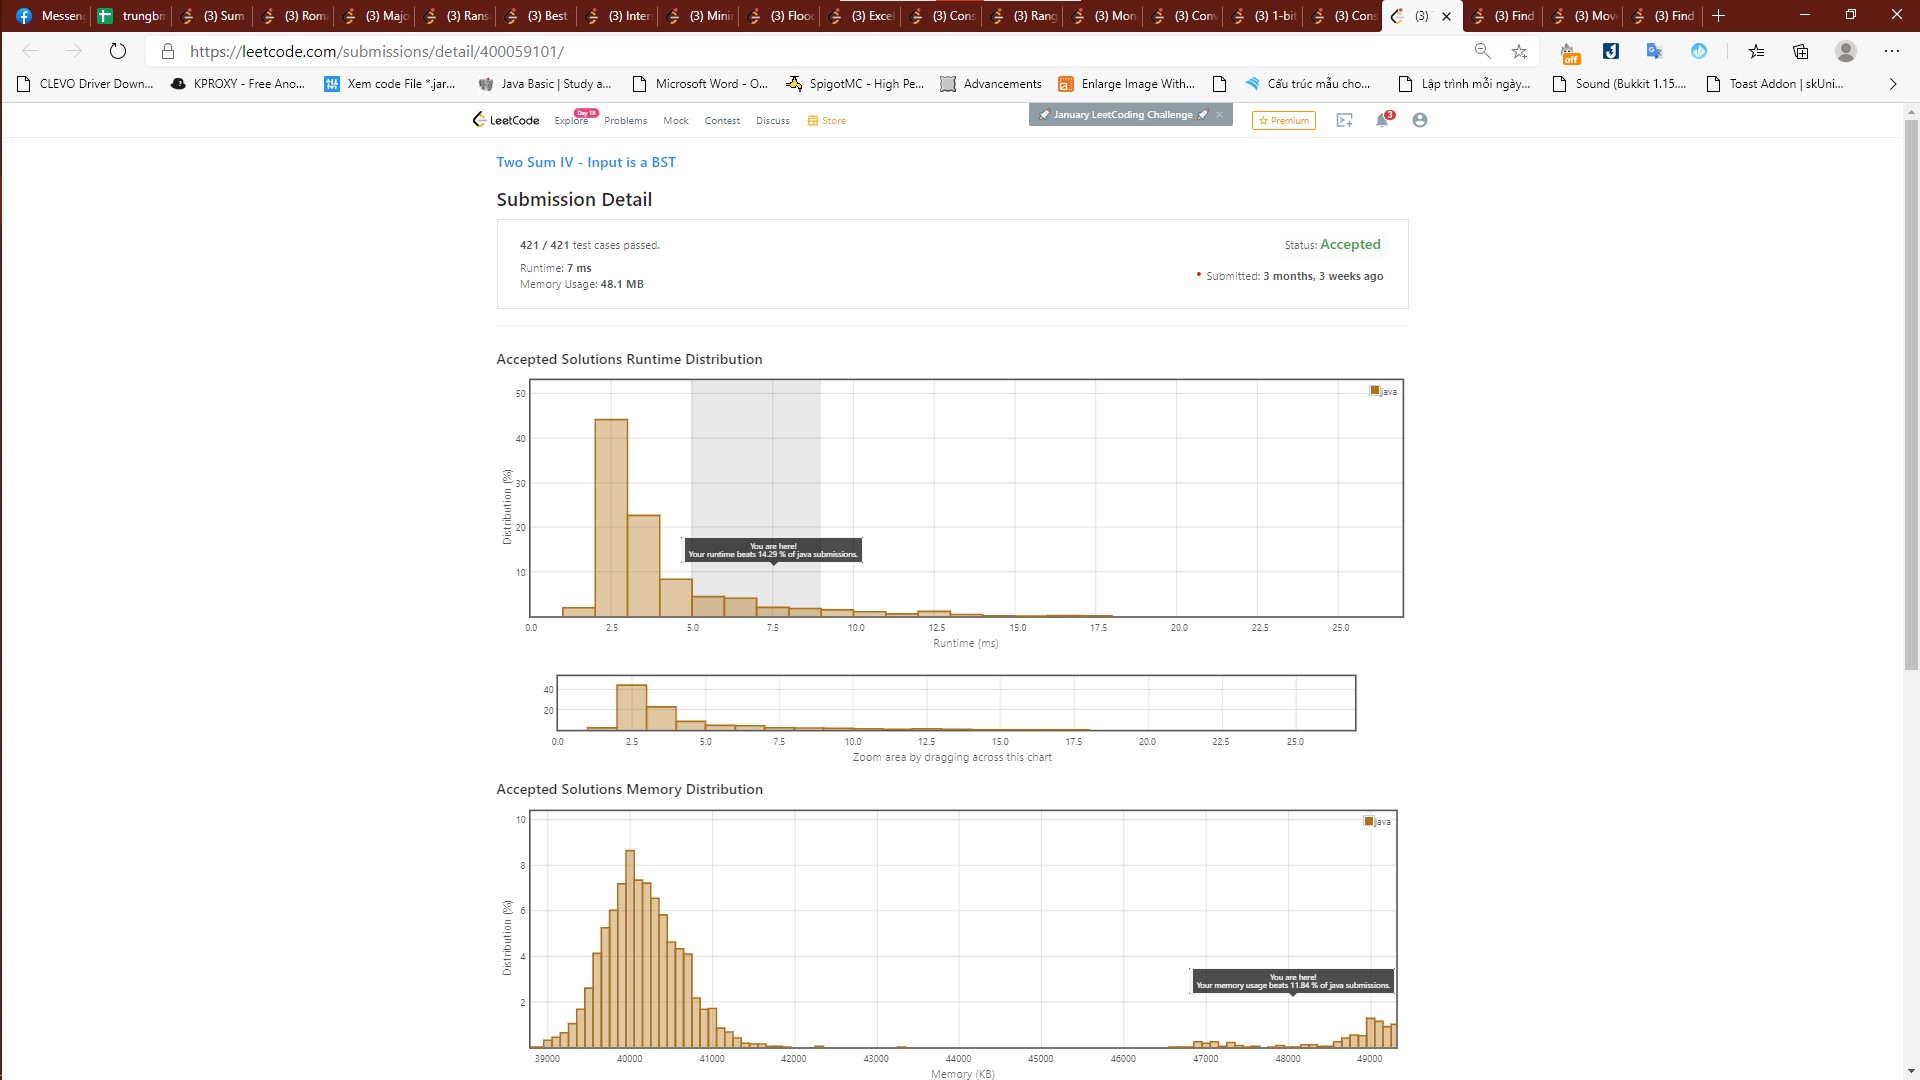 Messen
trungbr
(3) Sum
(3) Rom
(3) Majo
(3) Rans
(3) Best
(3) Inter
(3) Mini
(3) Floo
(3) Excel
(3) Cons
(3) Rang
(3) Mon
(3) Con
(3) 1-bit
(3) Cons
(3)
(3) Find
(3) Mov
(3) Find
https://leetcode.com/submissions/detail/400059101/
off
CLEVO Driver Down...
KPROXY - Free Ano...
Xem code File *.jar...
Java Basic | Study a...
Microsoft Word - O...
SpigotMC - High Pe...
Advancements
Enlarge Image With...
Cấu trúc mẫu cho...
Lập trình mỗi ngày...
Sound (Bukkit 1.15....
Toast Addon | skUni...
LeetCode
Explore
Day 18
Problems
Mock
Contest
Discuss
Store
January LeetCoding Challenge
Premium
3
Two Sum IV - Input is a BST
Submission Detail
421 / 421 test cases passed.
Status: Accepted
Runtime: 7 ms
Submitted: 3 months, 3 weeks ago
Memory Usage: 48.1 MB
Accepted Solutions Runtime Distribution
java
50
40
30
20
10
Distribution (%)
You are here!
Your runtime beats 14.29 % of java submissions.
0.0 2.5 5.0 7.5 10.0 12.5 15.0 17.5 20.0 22.5 25.0
Runtime (ms)
40
20
0.0 2.5 5.0 7.5 10.0 12.5 15.0 17.5 20.0 22.5 25.0
Zoom area by dragging across this chart
Accepted Solutions Memory Distribution
java
10
8
6
4
2
Distribution (%)
You are here!
Your memory usage beats 11.84 % of java submissions.
39000 40000 41000 42000 43000 44000 45000 46000 47000 48000 49000
Memory (KB)